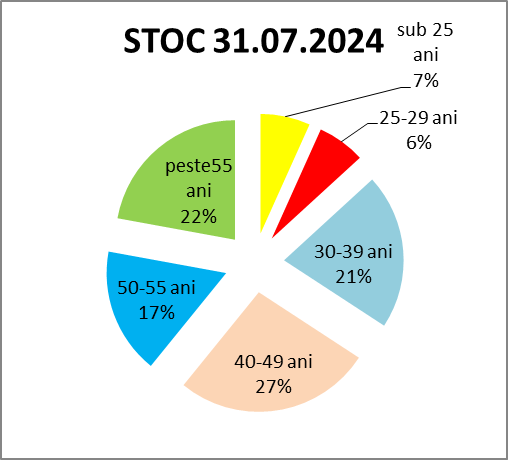 STOC 31.07.2024
sub 25
ani
7%
25-29 ani
6%
30-39 ani
21%
40-49 ani
27%
50-55 ani
17%
peste55
ani
22%